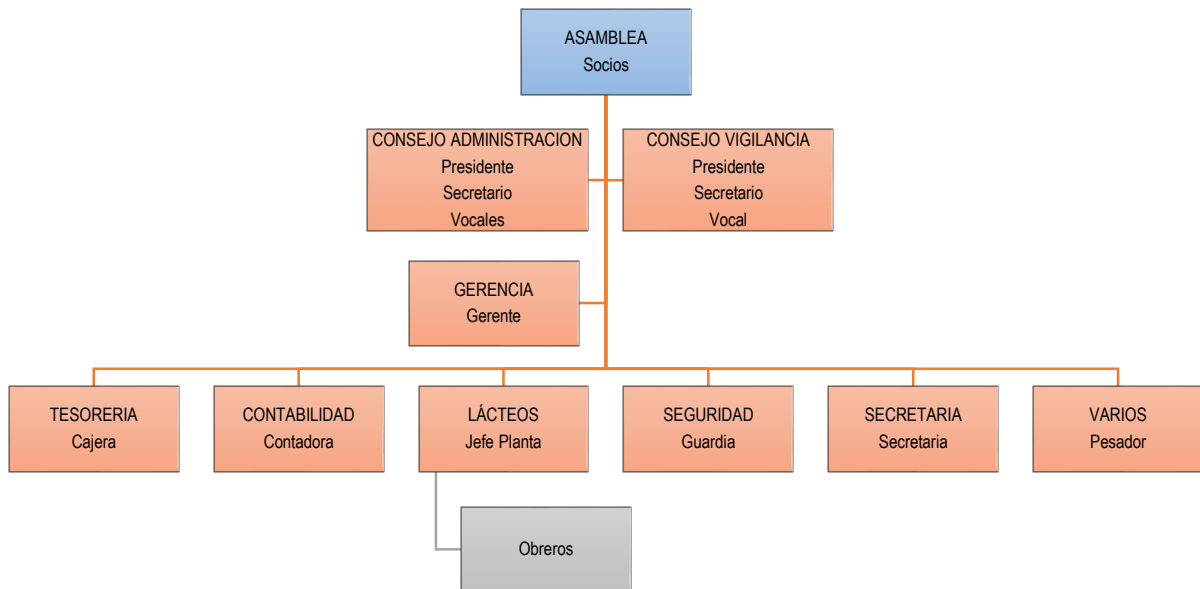 ASAMBLEA
Socios
CONSEJO ADMINISTRACION
Presidente
Secretario
Vocales
CONSEJO VIGILANCIA
Presidente
Secretario
Vocal
GERENCIA
Gerente
TESORERIA
Cajera
CONTABILIDAD
Contadora
LÁCTEOS
Jefe Planta
SEGURIDAD
Guardia
SECRETARIA
Secretaria
VARIOS
Pesador
Obreros